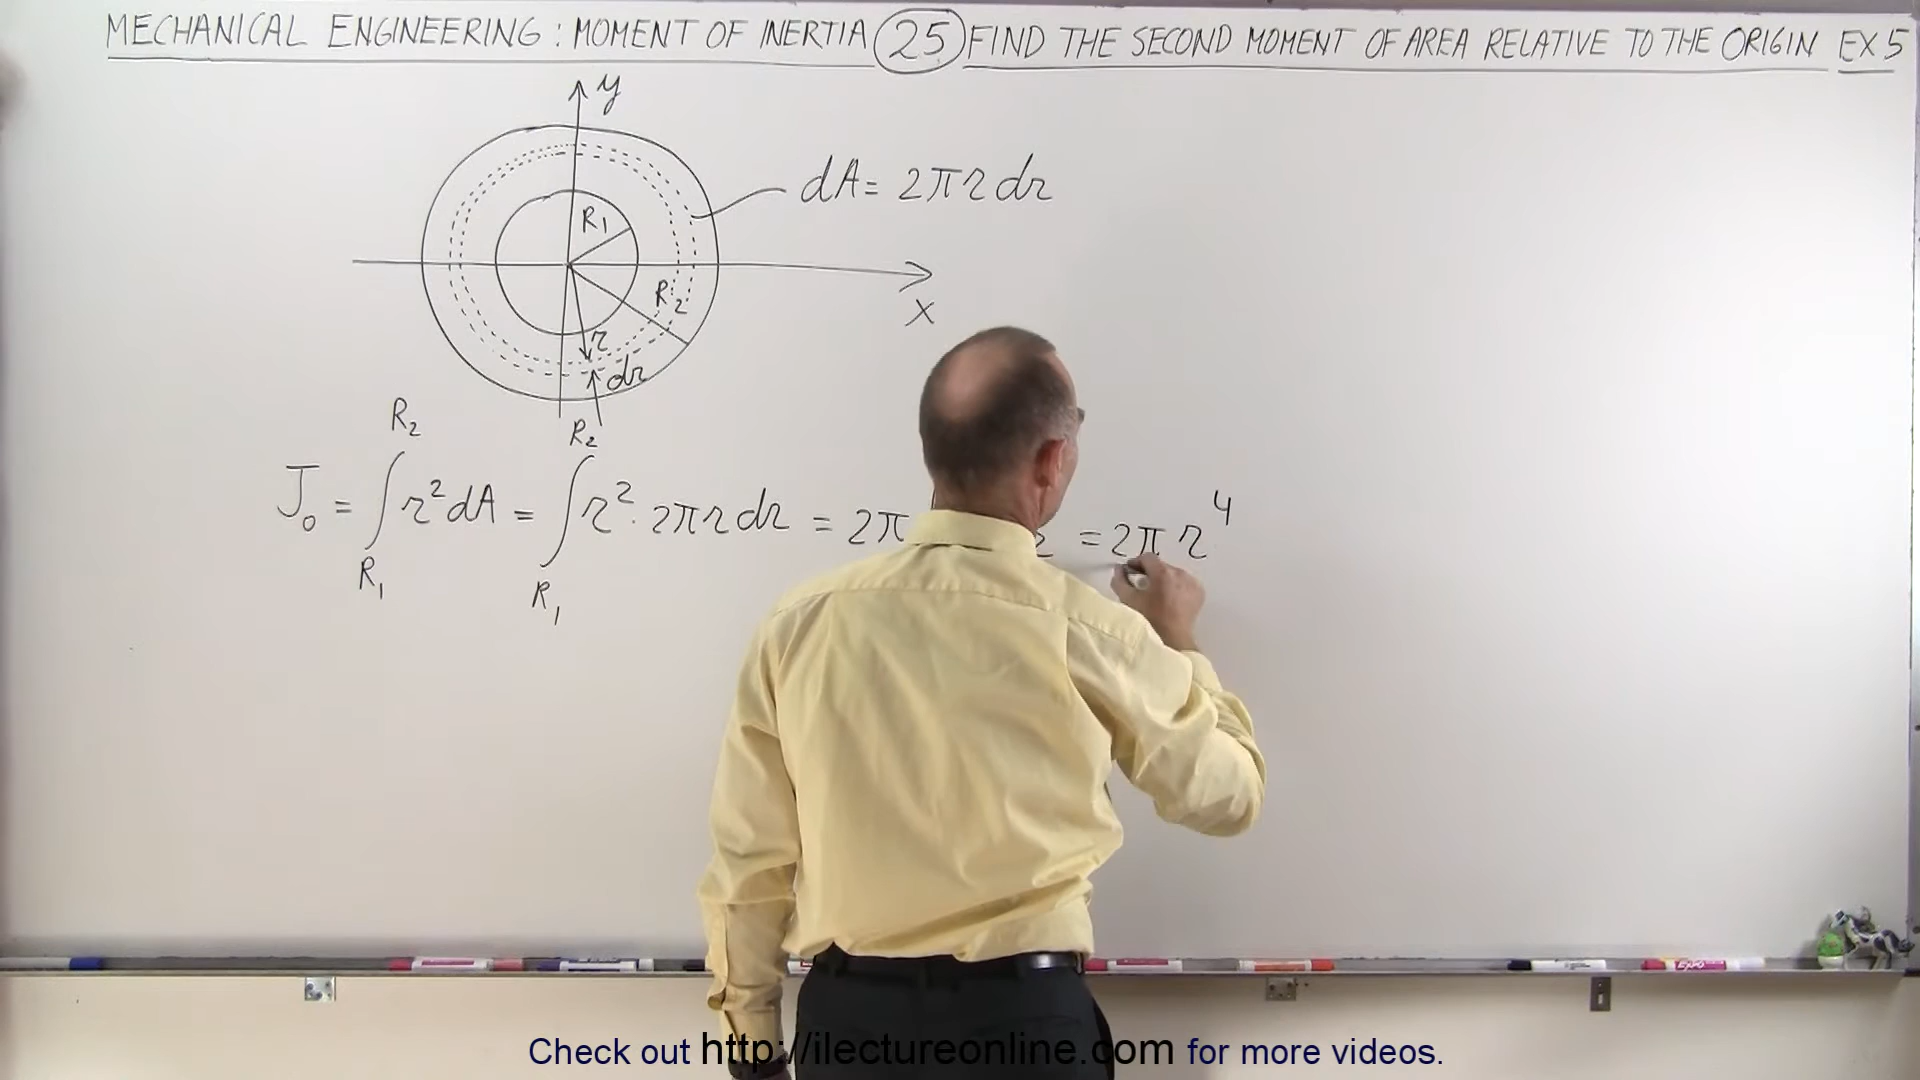 MECHANICAL ENGINEERING : MOMENT OF INERTIA 25 FIND THE SECOND MOMENT OF AREA RELATIVE TO THE ORIGIN EX 5
y
dA = 2πr dr
R₁
R₂
x
r
dr
J₀ = ∫_{R₁}^{R₂} r² dA = ∫_{R₁}^{R₂} r² · 2πr dr = 2π = 2π r⁴
EXPO
Check out http://ilectureonline.com for more videos.